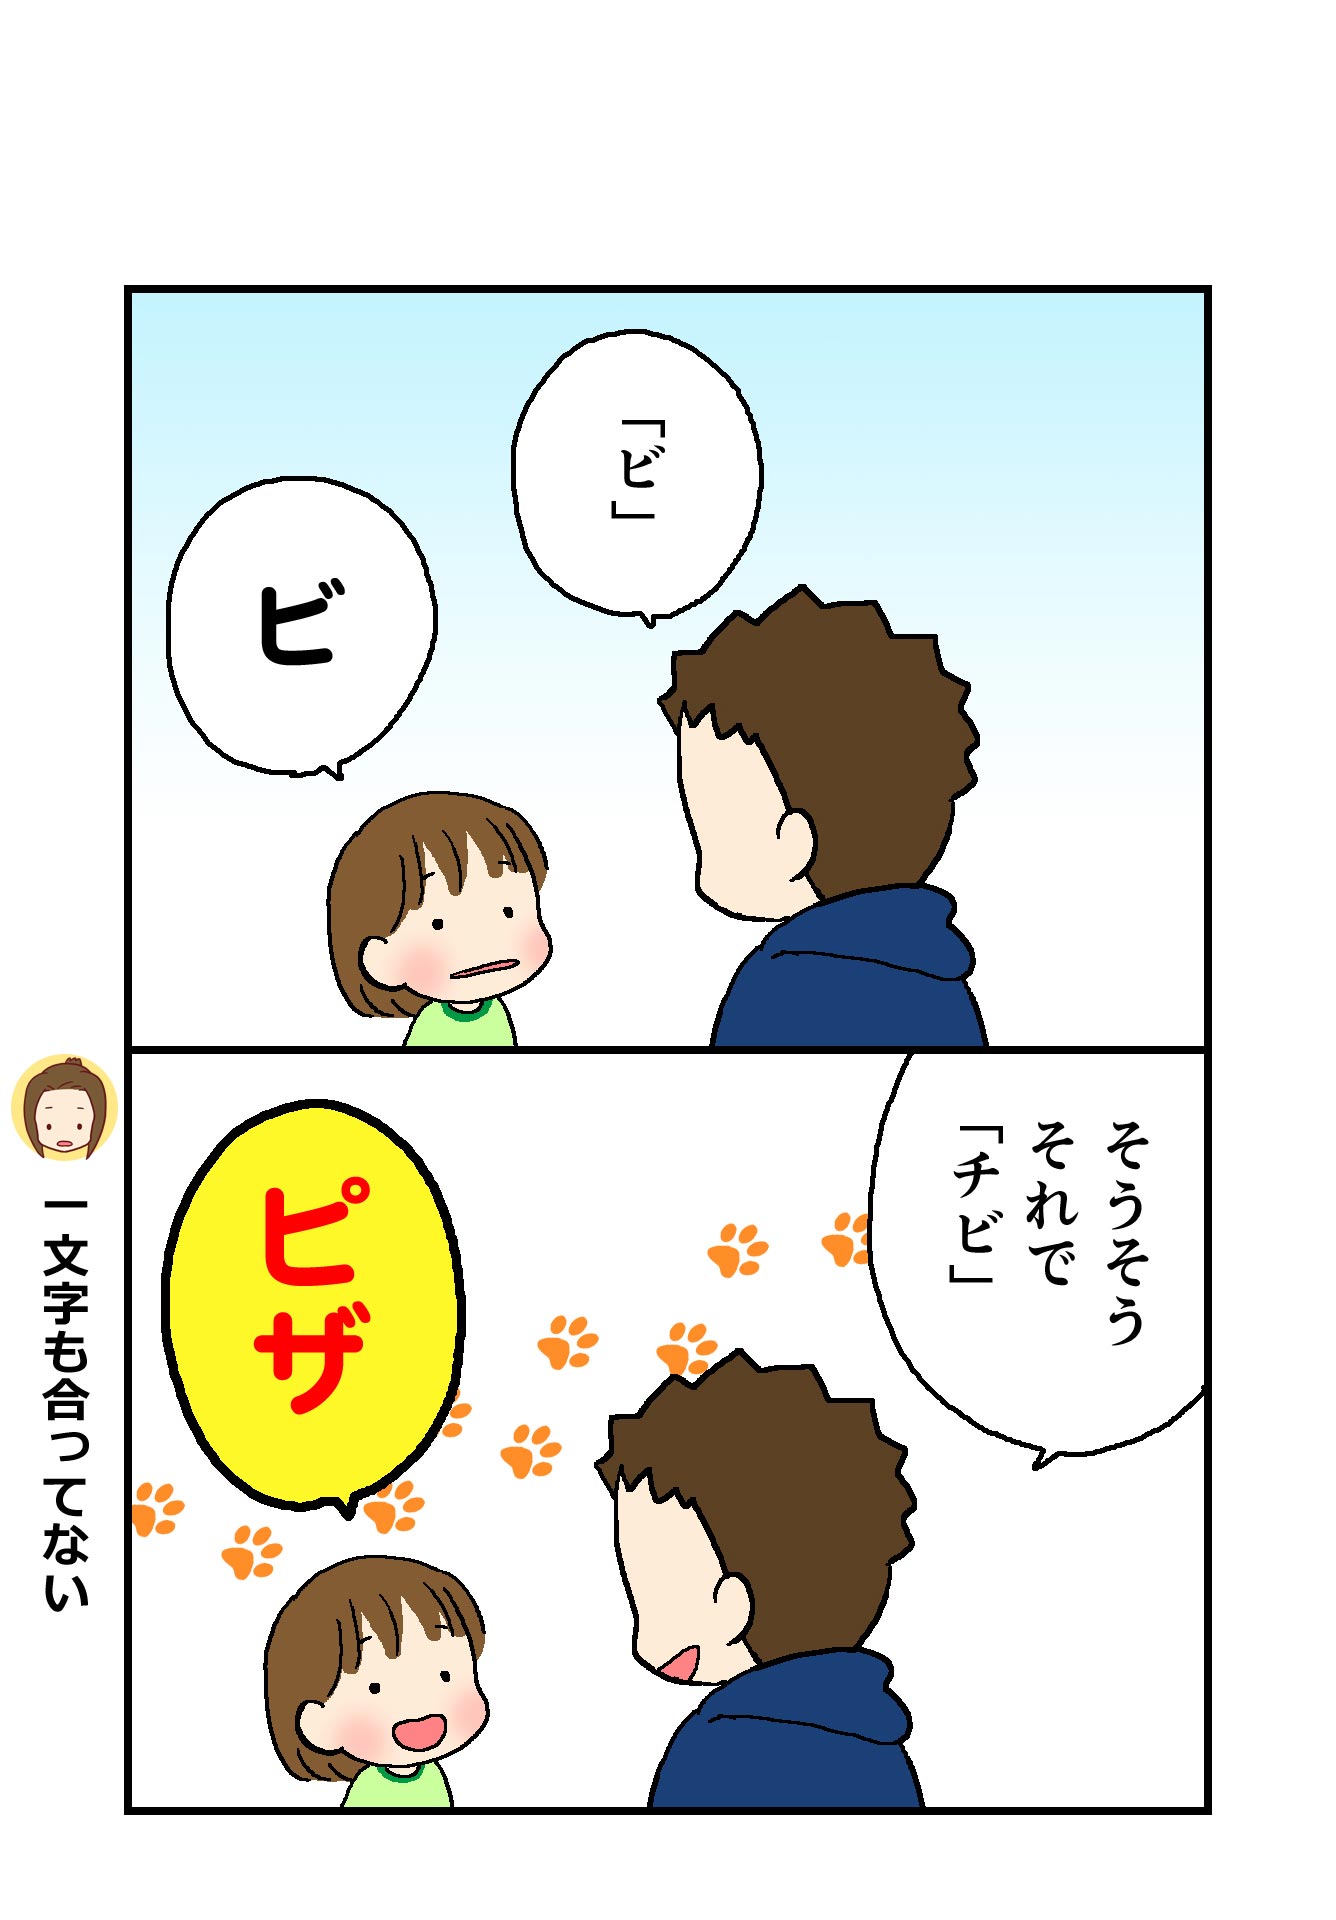 「ビ」
ビ
そうそう
それで
「チビ」
ピザ
一文字も合ってない